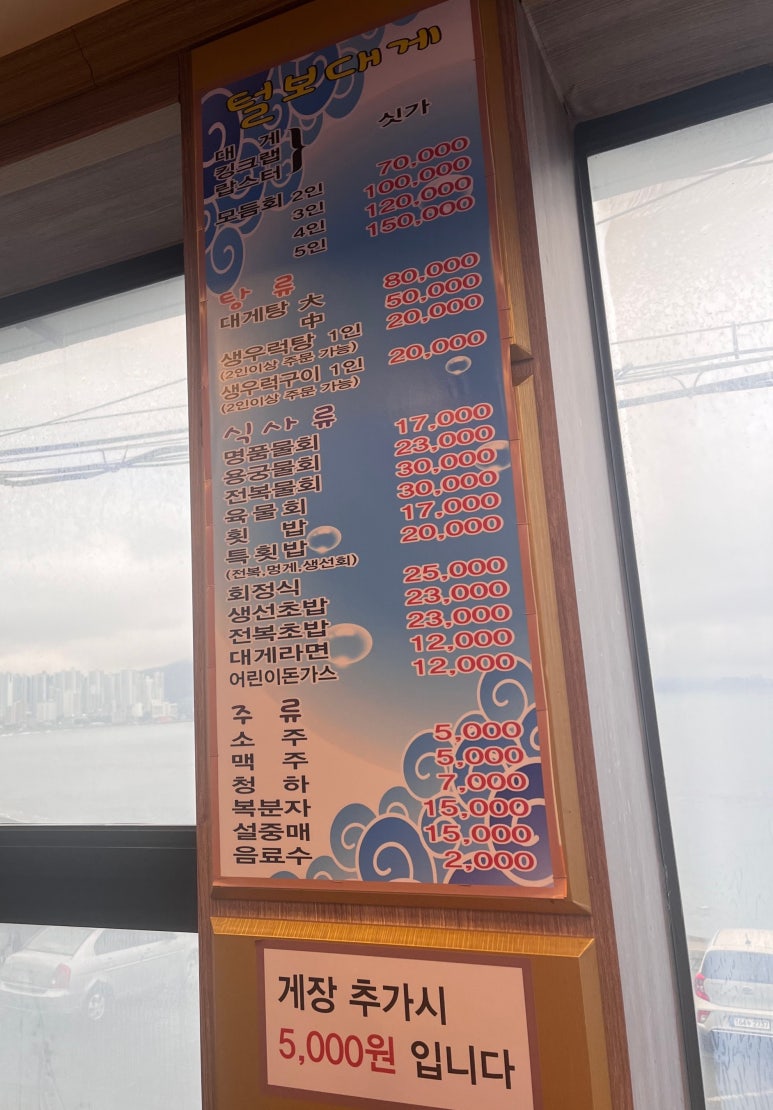 털보대게
대게 싯가
킹크랩
랍스터
모듬회 2인 70,000
3인 100,000
4인 120,000
5인 150,000
탕류
대게탕 大 80,000
中 50,000
생우럭탕 1인 20,000
(2인이상 주문 가능)
생우럭구이 1인 20,000
(2인이상 주문 가능)
식사류
명품물회 17,000
용궁물회 23,000
전복물회 30,000
육물회 30,000
횟밥 17,000
특횟밥 20,000
(전복,멍게,생선회)
회정식 25,000
생선초밥 23,000
전복초밥 23,000
대게라면 12,000
어린이돈가스 12,000
주류
소주 5,000
맥주 5,000
청하 7,000
복분자 15,000
설중매 15,000
음료수 2,000
게장 추가시
5,000원 입니다